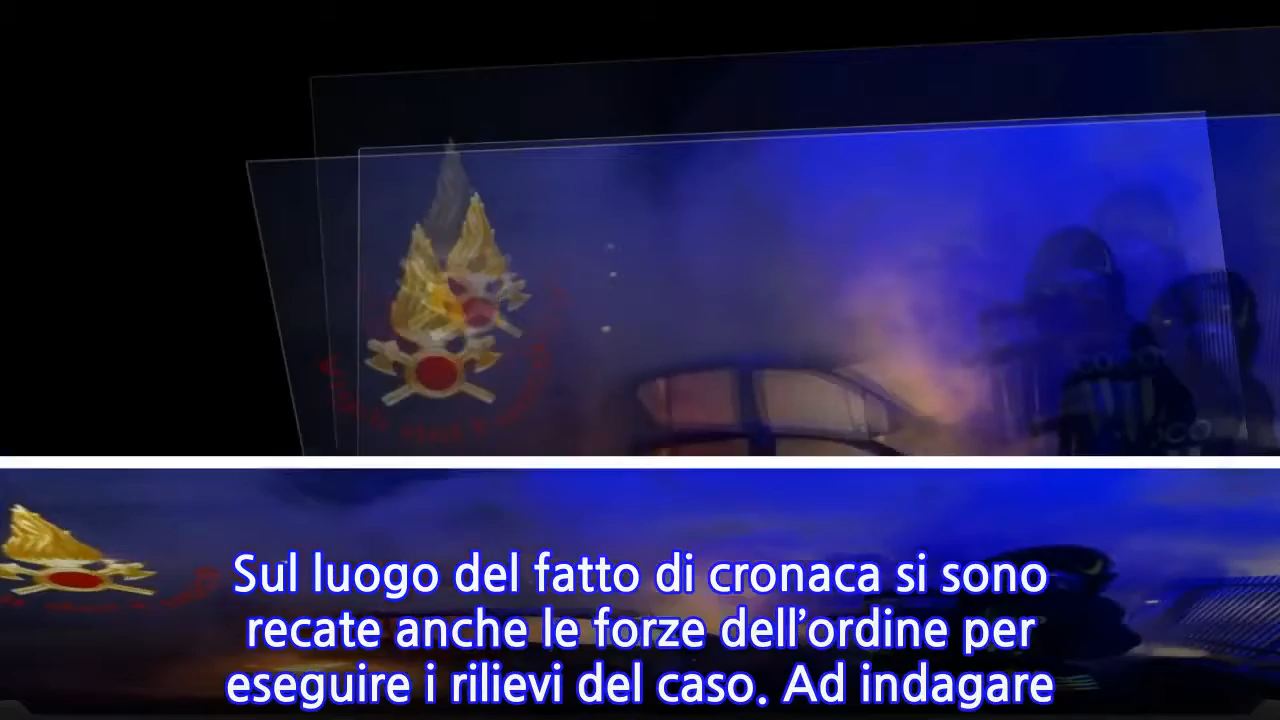 Sul luogo del fatto di cronaca si sono
recate anche le forze dell’ordine per
eseguire i rilievi del caso. Ad indagare